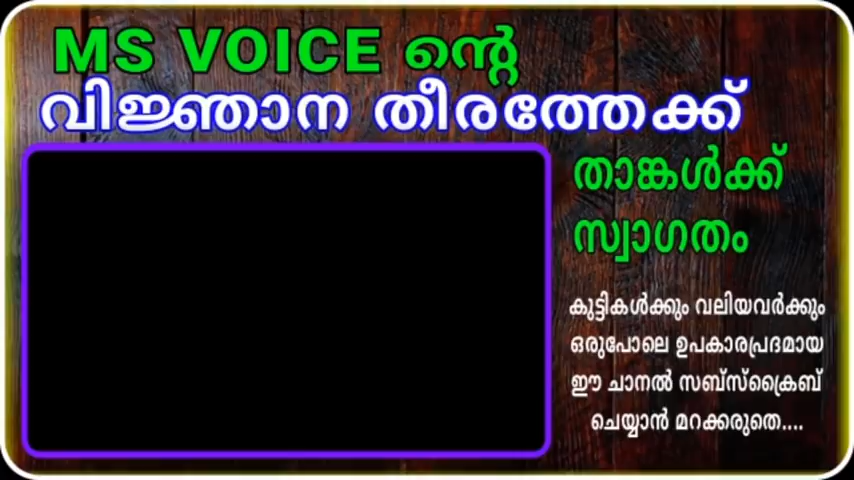 MS VOICE ന്റെ
വിജ്ഞാന തീരത്തേക്ക്
താങ്കൾക്ക്
സ്വാഗതം
കുട്ടികൾക്കും വലിയവർക്കും
ഒരുപോലെ ഉപകാരപ്രദമായ
ഈ ചാനൽ സബ്സ്ക്രൈബ്
ചെയ്യാൻ മറക്കരുതെ....